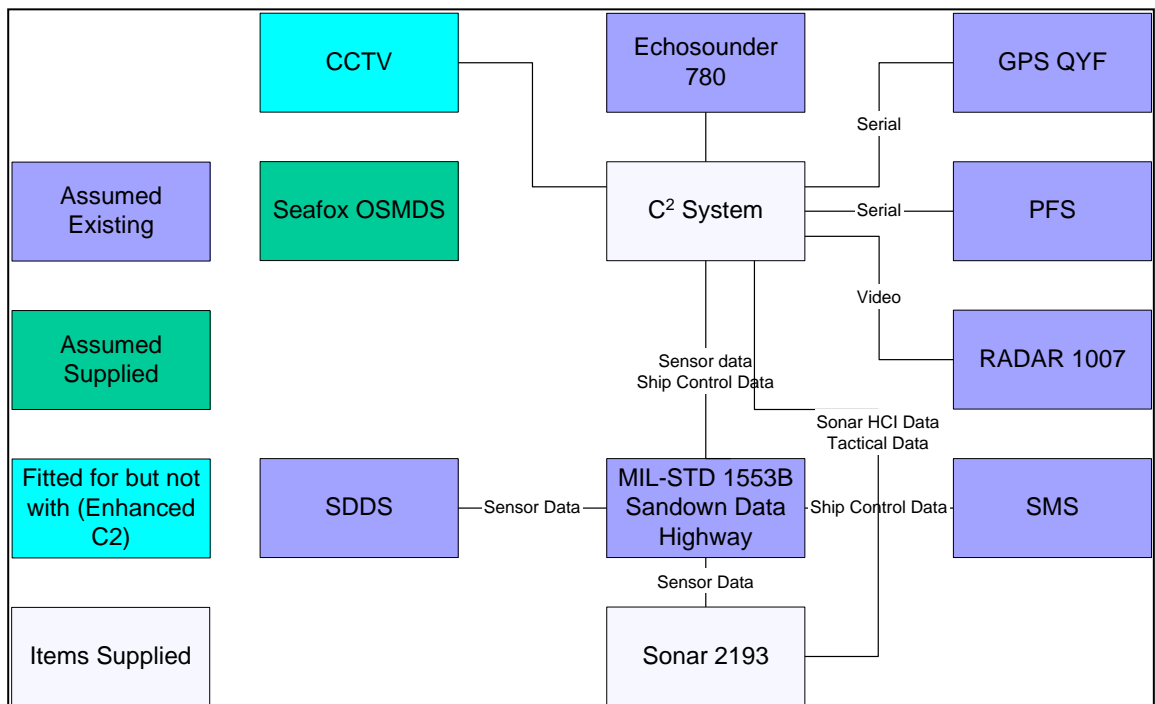 CCTV
Echosounder
780
GPS QYF
Serial
Assumed
Existing
Seafox OSMDS
C² System
Serial
PFS
Video
Assumed
Supplied
Sensor data
Ship Control Data
RADAR 1007
Sonar HCI Data
Tactical Data
Fitted for but not
with (Enhanced
C2)
SDDS
Sensor Data
MIL-STD 1553B
Sandown Data
Highway
Ship Control Data
SMS
Sensor Data
Items Supplied
Sonar 2193